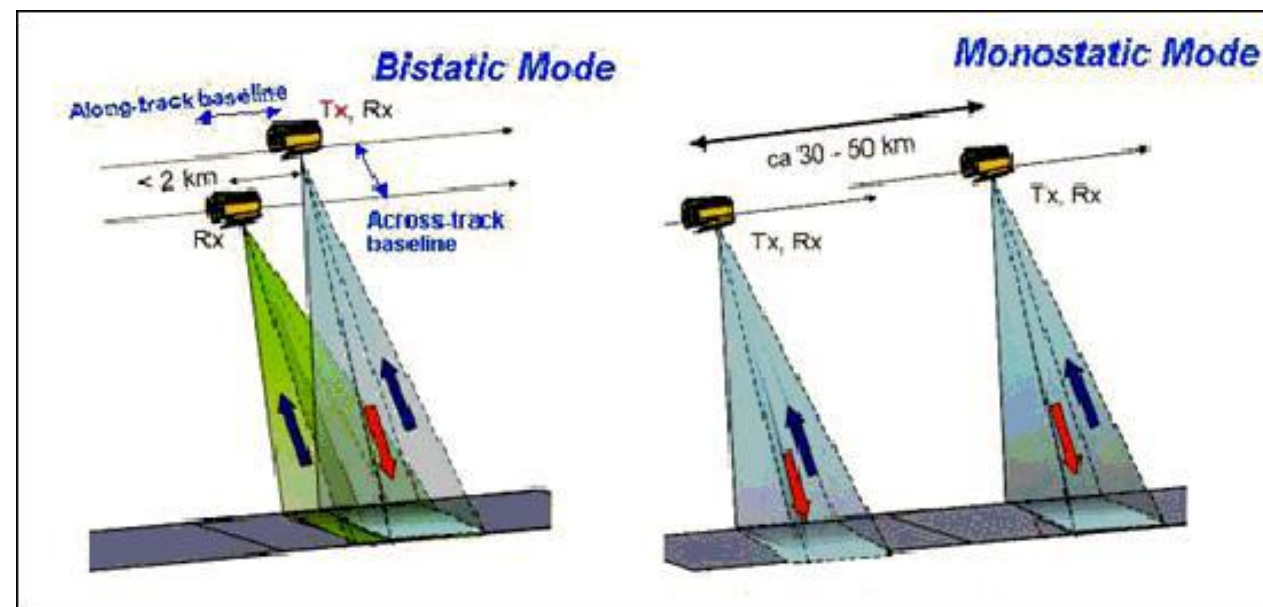 Bistatic Mode
Along-track baseline
Tx, Rx
< 2 km
Rx
Across-track
baseline
Monostatic Mode
ca 30 - 50 km
Tx, Rx
Tx, Rx